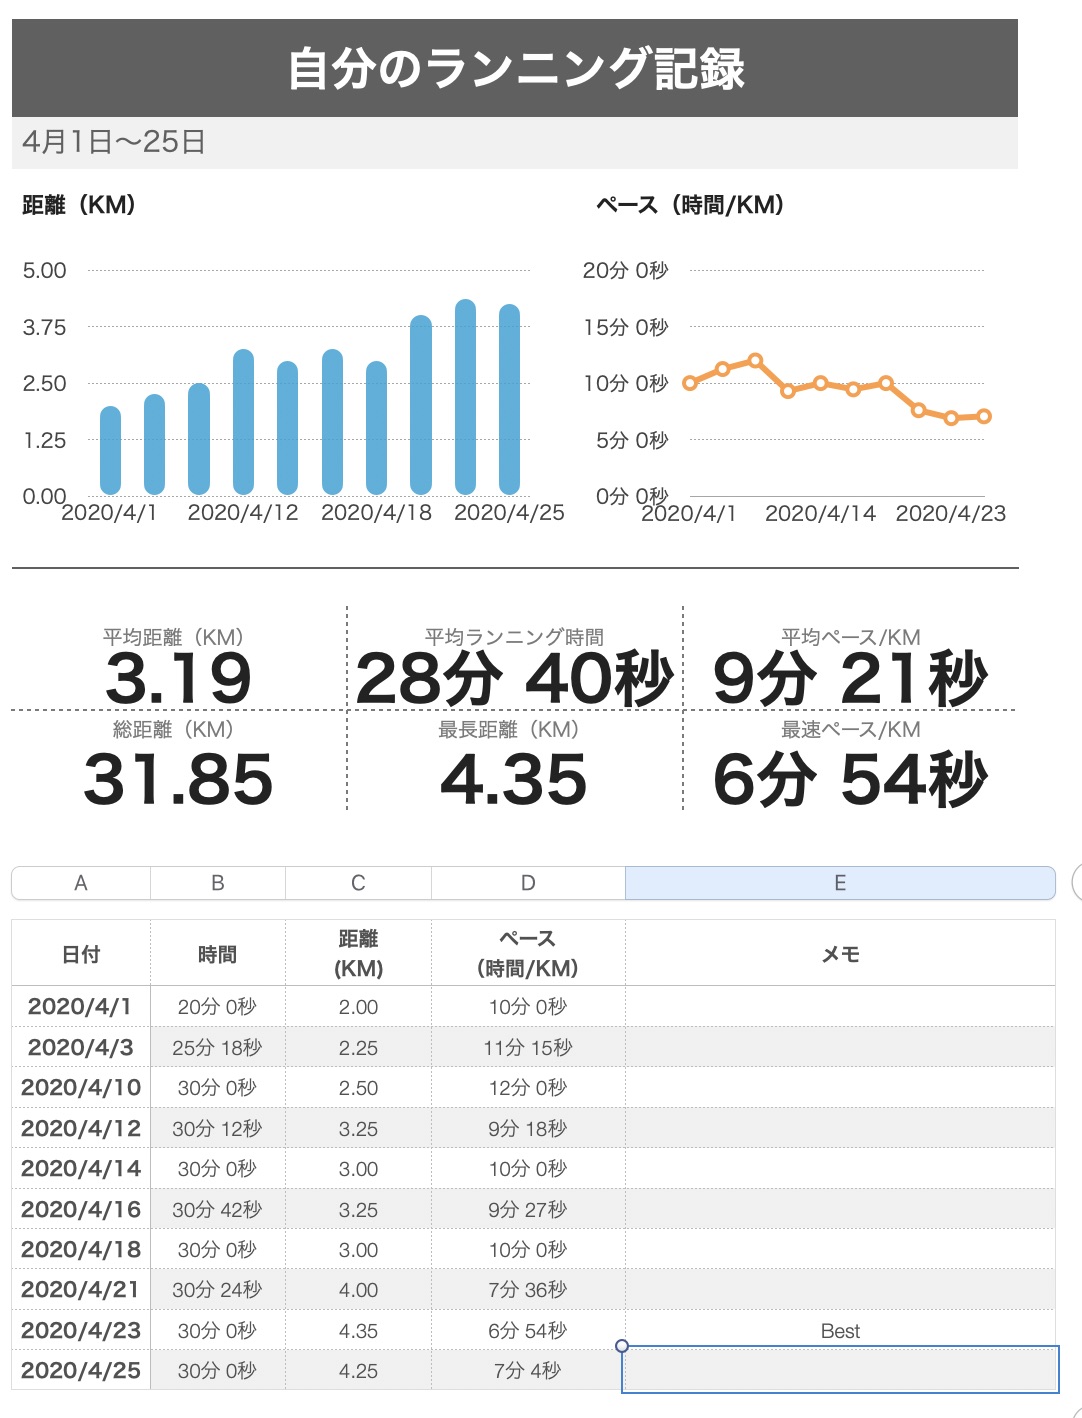 自分のランニング記録
4月1日〜25日
距離（KM）
5.00
3.75
2.50
1.25
0.00
2020/4/1 2020/4/12 2020/4/18 2020/4/25
ペース（時間/KM）
20分 0秒
15分 0秒
10分 0秒
5分 0秒
0分 0秒
2020/4/1 2020/4/14 2020/4/23
平均距離（KM） 平均ランニング時間 平均ペース/KM
3.19 28分 40秒 9分 21秒
総距離（KM） 最長距離（KM） 最速ペース/KM
31.85 4.35 6分 54秒
A B C D E
日付 時間 距離 (KM) ペース （時間/KM） メモ
2020/4/1 20分 0秒 2.00 10分 0秒
2020/4/3 25分 18秒 2.25 11分 15秒
2020/4/10 30分 0秒 2.50 12分 0秒
2020/4/12 30分 12秒 3.25 9分 18秒
2020/4/14 30分 0秒 3.00 10分 0秒
2020/4/16 30分 42秒 3.25 9分 27秒
2020/4/18 30分 0秒 3.00 10分 0秒
2020/4/21 30分 24秒 4.00 7分 36秒
2020/4/23 30分 0秒 4.35 6分 54秒 Best
2020/4/25 30分 0秒 4.25 7分 4秒